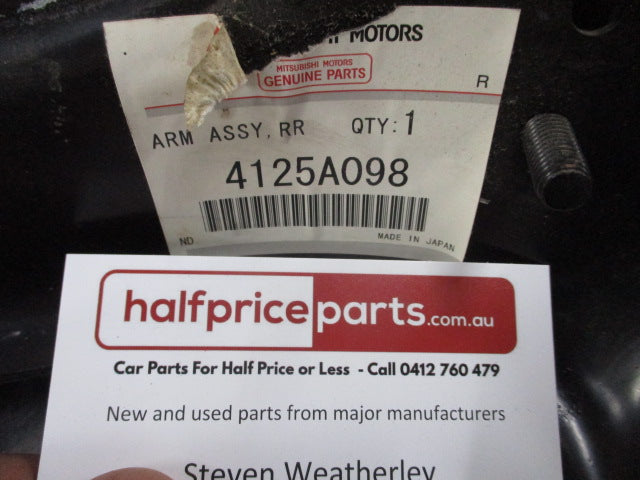 MOTORS
MITSUBISHI MOTORS
GENUINE PARTS
R
ARM ASSY, RR QTY: 1
4125A098
ND MADE IN JAPAN
halfpriceparts.com.au
Car Parts For Half Price or Less - Call 0412 760 479
New and used parts from major manufacturers
Steven Weatherley